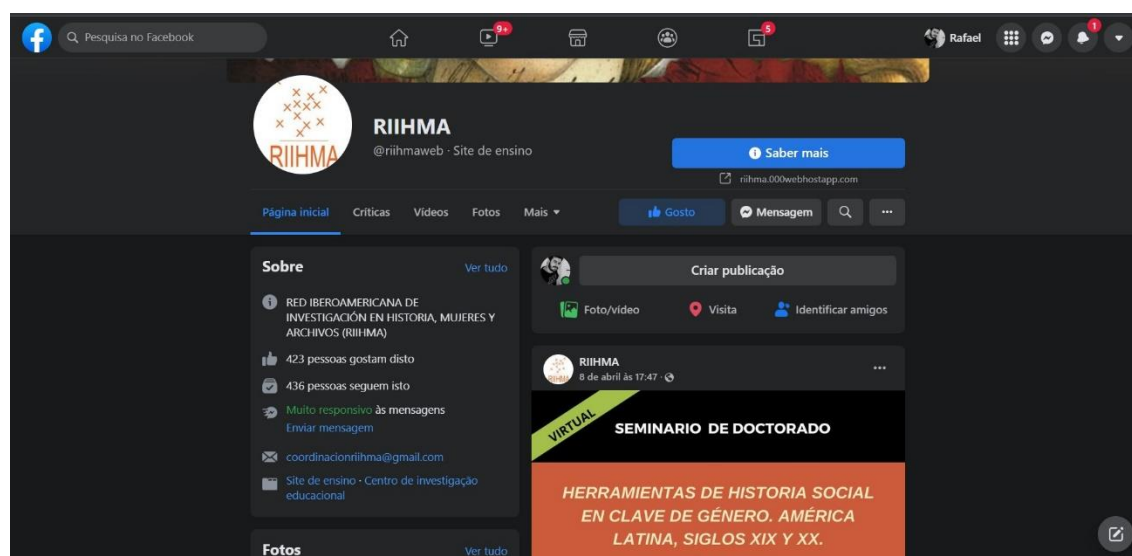 Pesquisa no Facebook
9+
5
Rafael
1
RIIHMA
RIIHMA
@riihmaweb · Site de ensino
Saber mais
riihma.000webhostapp.com
Página inicial Críticas Vídeos Fotos Mais
Gosto Mensagem
Sobre Ver tudo
RED IBEROAMERICANA DE
INVESTIGACIÓN EN HISTORIA, MUJERES Y
ARCHIVOS (RIIHMA)
423 pessoas gostam disto
436 pessoas seguem isto
Muito responsivo às mensagens
Enviar mensagem
coordinacionriihma@gmail.com
Site de ensino · Centro de investigação
educacional
Fotos Ver tudo
Criar publicação
Foto/vídeo Visita Identificar amigos
RIIHMA
8 de abril às 17:47 ·
VIRTUAL
SEMINARIO DE DOCTORADO
HERRAMIENTAS DE HISTORIA SOCIAL
EN CLAVE DE GÉNERO. AMÉRICA
LATINA, SIGLOS XIX Y XX.